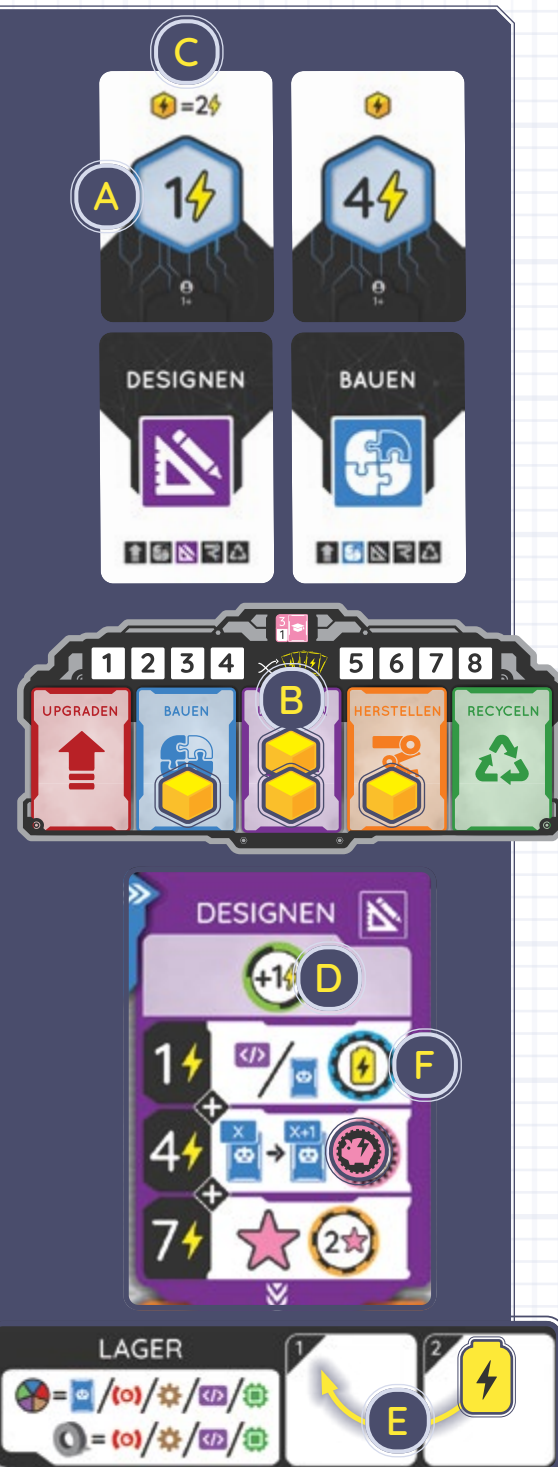 C
=2
A
1
4
1+
1+
DESIGNEN
BAUEN
3
1
1 2 3 4
5 6 7 8
B
UPGRADEN
BAUEN
HERSTELLEN
RECYCELN
DESIGNEN
+1
D
1
</>
/
F
+
4
X
X+1
+
7
2
LAGER
1
2
= / / / </> /
= / / </> /
E